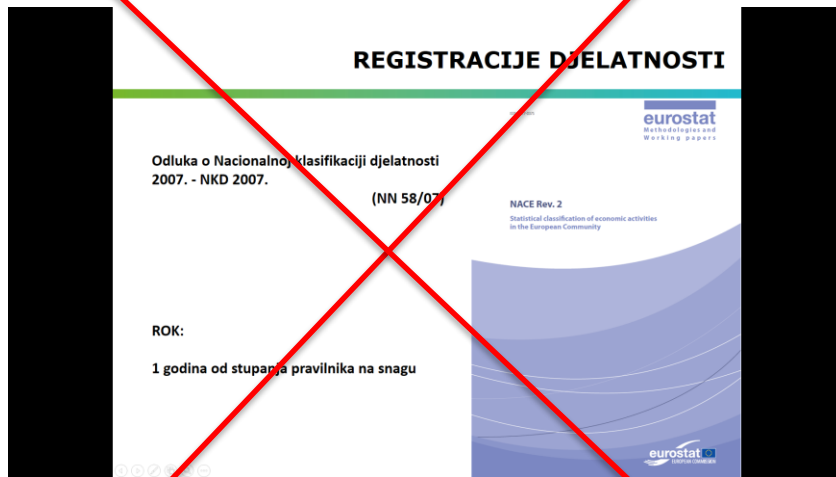 REGISTRACIJE DJELATNOSTI
eurostat
Methodologies and
Working papers
Odluka o Nacionalnoj klasifikaciji djelatnosti
2007. - NKD 2007.
(NN 58/07)
NACE Rev. 2
Statistical classification of economic activities
in the European Community
ROK:
1 godina od stupanja pravilnika na snagu
eurostat
EUROPEAN COMMISSION